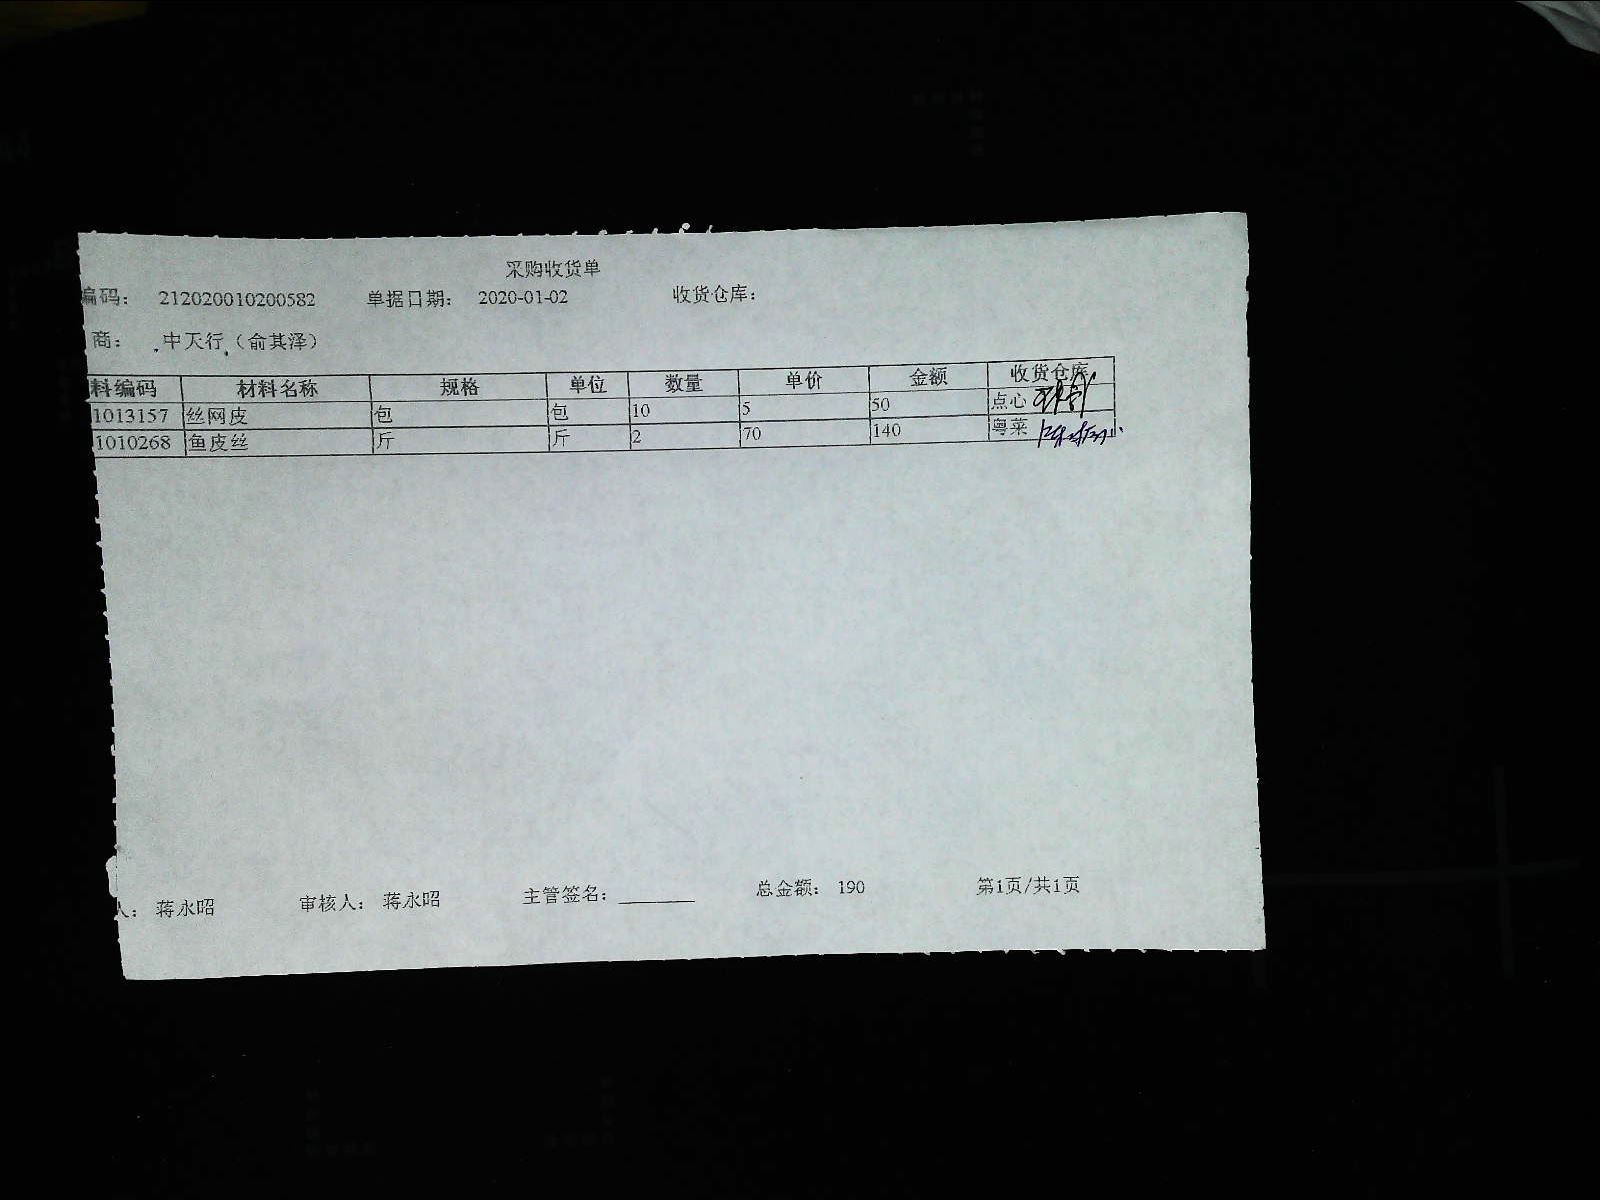 采购收货单
编码: 212020010200582 单据日期: 2020-01-02 收货仓库:
商: 中天行(俞其泽)
料编码 材料名称 规格 单位 数量 单价 金额 收货仓库
1013157 丝网皮 包 包 10 5 50 点心
1010268 鱼皮丝 斤 斤 2 70 140 粤菜
人: 蒋永昭 审核人: 蒋永昭 主管签名: 总金额: 190 第1页/共1页